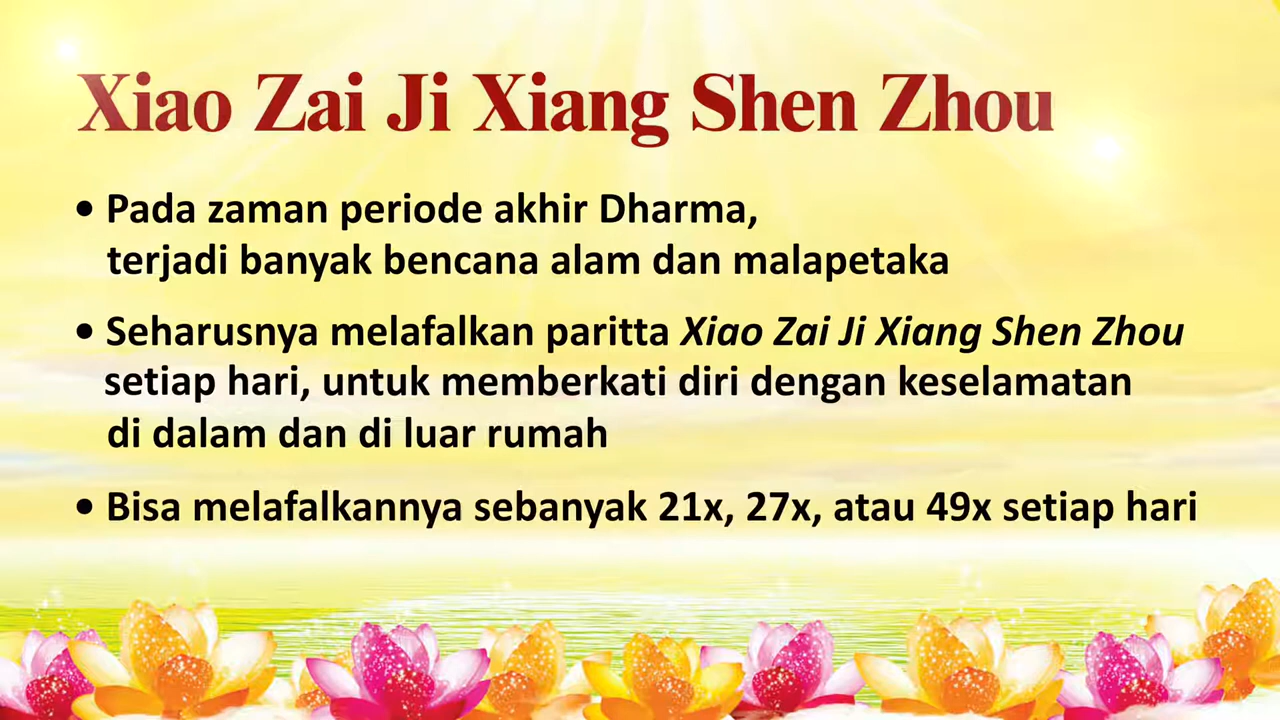 Xiao Zai Ji Xiang Shen Zhou
• Pada zaman periode akhir Dharma,
terjadi banyak bencana alam dan malapetaka
• Seharusnya melafalkan paritta Xiao Zai Ji Xiang Shen Zhou
setiap hari, untuk memberkati diri dengan keselamatan
di dalam dan di luar rumah
• Bisa melafalkannya sebanyak 21x, 27x, atau 49x setiap hari